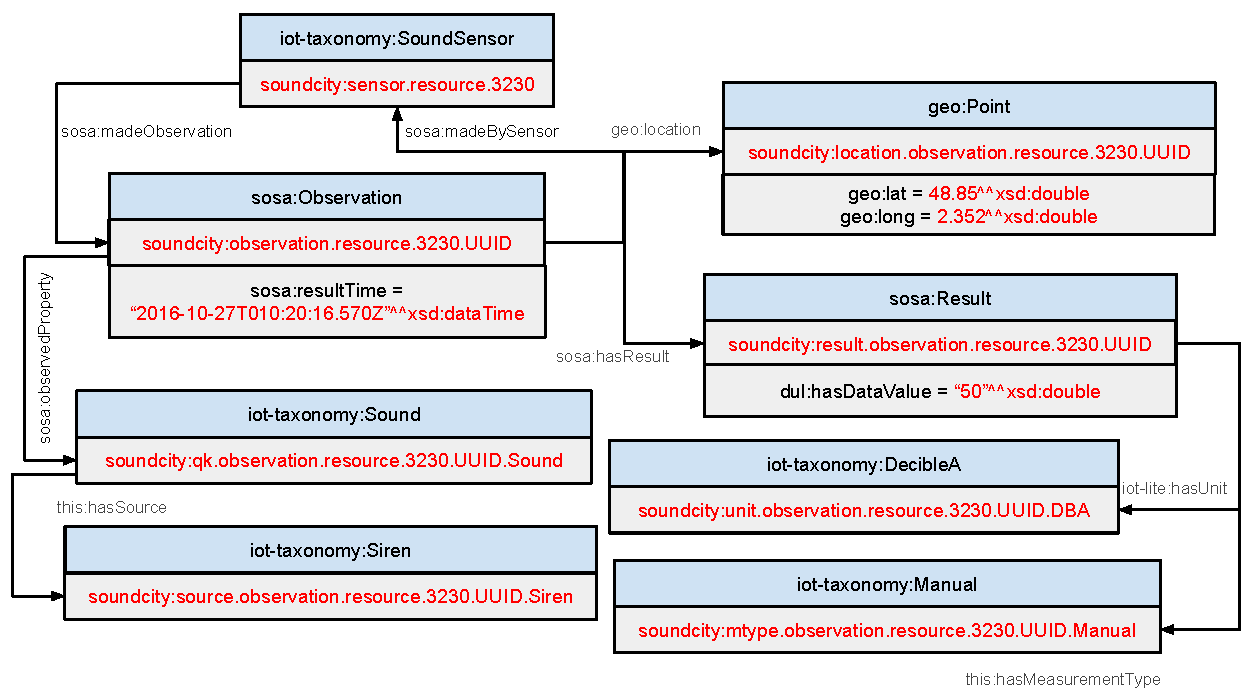 iot-taxonomy:SoundSensor
soundcity:sensor.resource.3230
sosa:madeObservation
sosa:madeBySensor
geo:location
geo:Point
soundcity:location.observation.resource.3230.UUID
geo:lat = 48.85^^xsd:double
geo:long = 2.352^^xsd:double
sosa:Observation
soundcity:observation.resource.3230.UUID
sosa:resultTime =
“2016-10-27T010:20:16.570Z”^^xsd:dataTime
sosa:observedProperty
sosa:hasResult
sosa:Result
soundcity:result.observation.resource.3230.UUID
dul:hasDataValue = “50”^^xsd:double
iot-taxonomy:Sound
soundcity:qk.observation.resource.3230.UUID.Sound
this:hasSource
iot-taxonomy:DecibleA
soundcity:unit.observation.resource.3230.UUID.DBA
iot-lite:hasUnit
iot-taxonomy:Siren
soundcity:source.observation.resource.3230.UUID.Siren
iot-taxonomy:Manual
soundcity:mtype.observation.resource.3230.UUID.Manual
this:hasMeasurementType